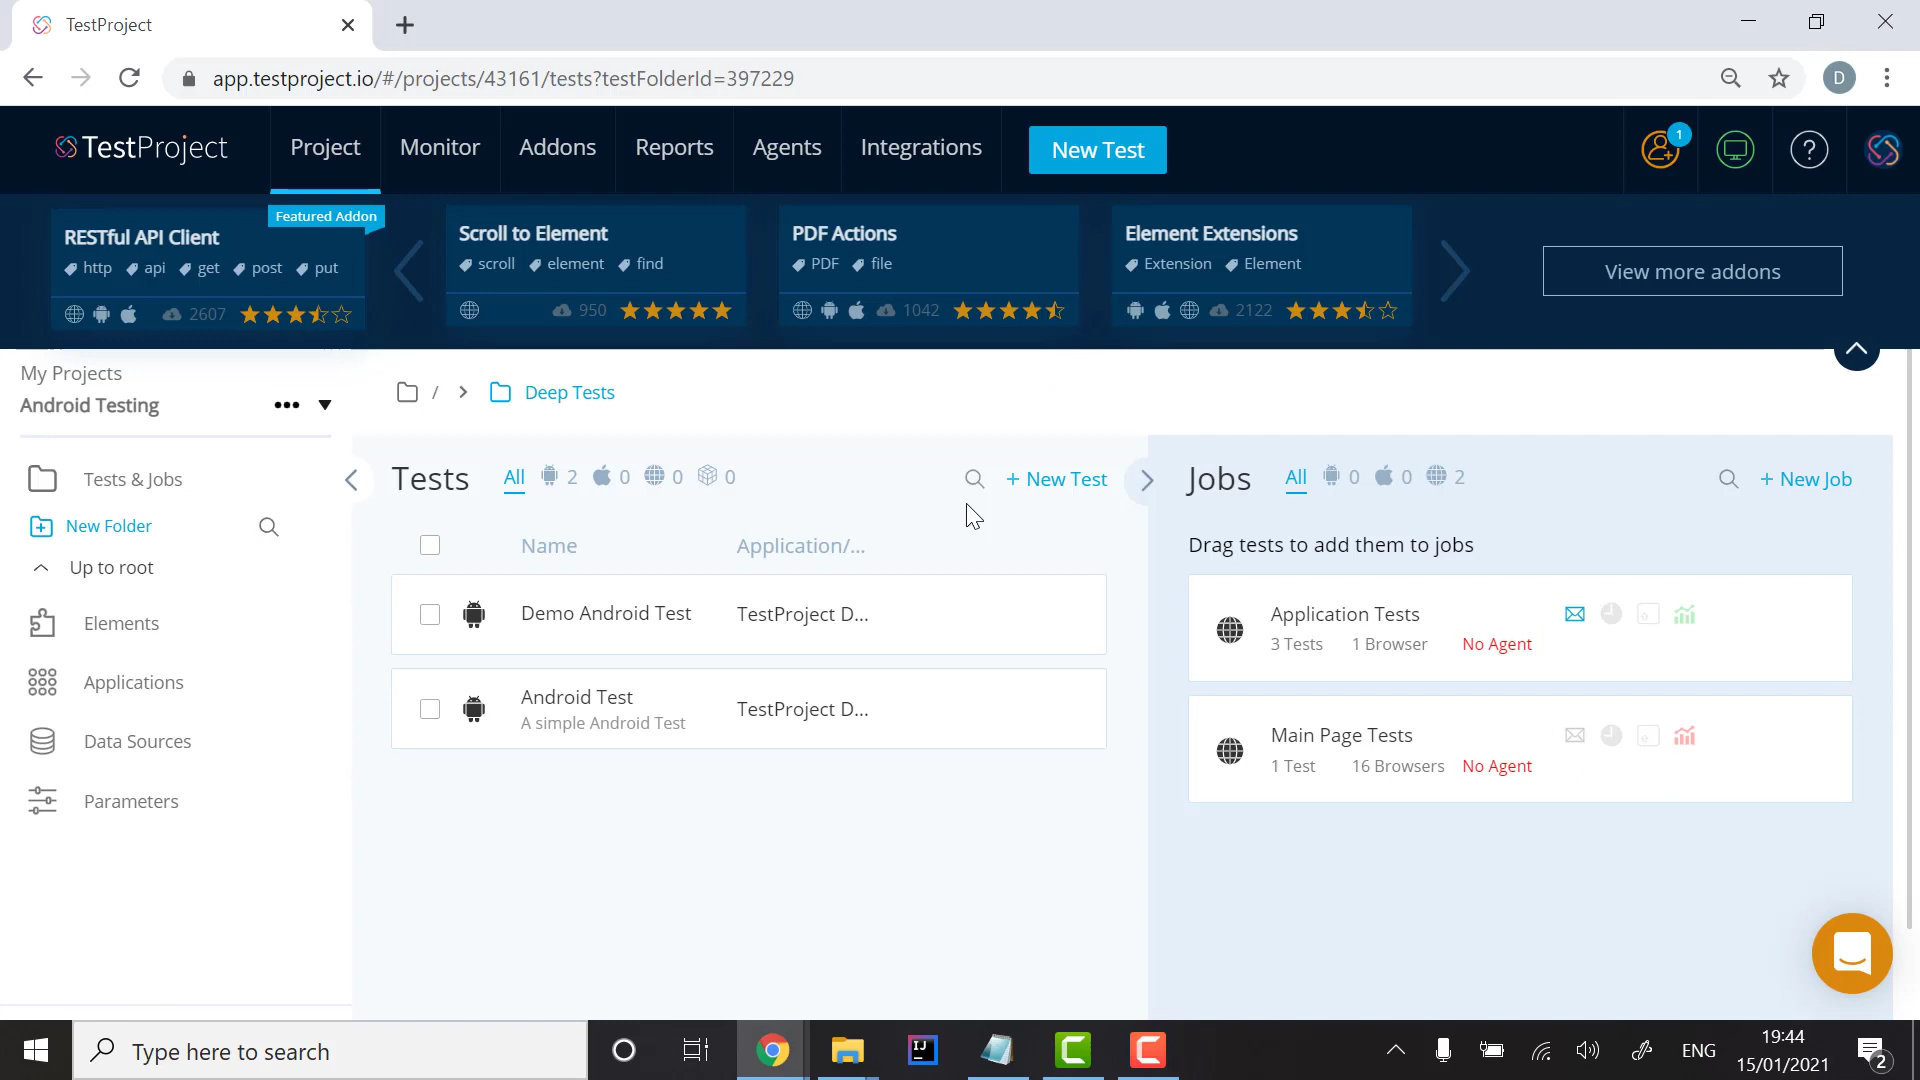 TestProject
app.testproject.io/#/projects/43161/tests?testFolderId=397229
D
TestProject
Project
Monitor
Addons
Reports
Agents
Integrations
New Test
1
?
Featured Addon
RESTful API Client
http api get post put
2607
Scroll to Element
scroll element find
950
PDF Actions
PDF file
1042
Element Extensions
Extension Element
2122
View more addons
My Projects
Android Testing
/ > Deep Tests
Tests & Jobs
New Folder
Up to root
Elements
Applications
Data Sources
Parameters
Tests
All 2 0 0 0
+ New Test
Name Application/...
Demo Android Test TestProject D...
Android Test TestProject D...
A simple Android Test
Jobs
All 0 0 2
+ New Job
Drag tests to add them to jobs
Application Tests
3 Tests 1 Browser No Agent
Main Page Tests
1 Test 16 Browsers No Agent
Type here to search
IJ
ENG
19:44
15/01/2021
2